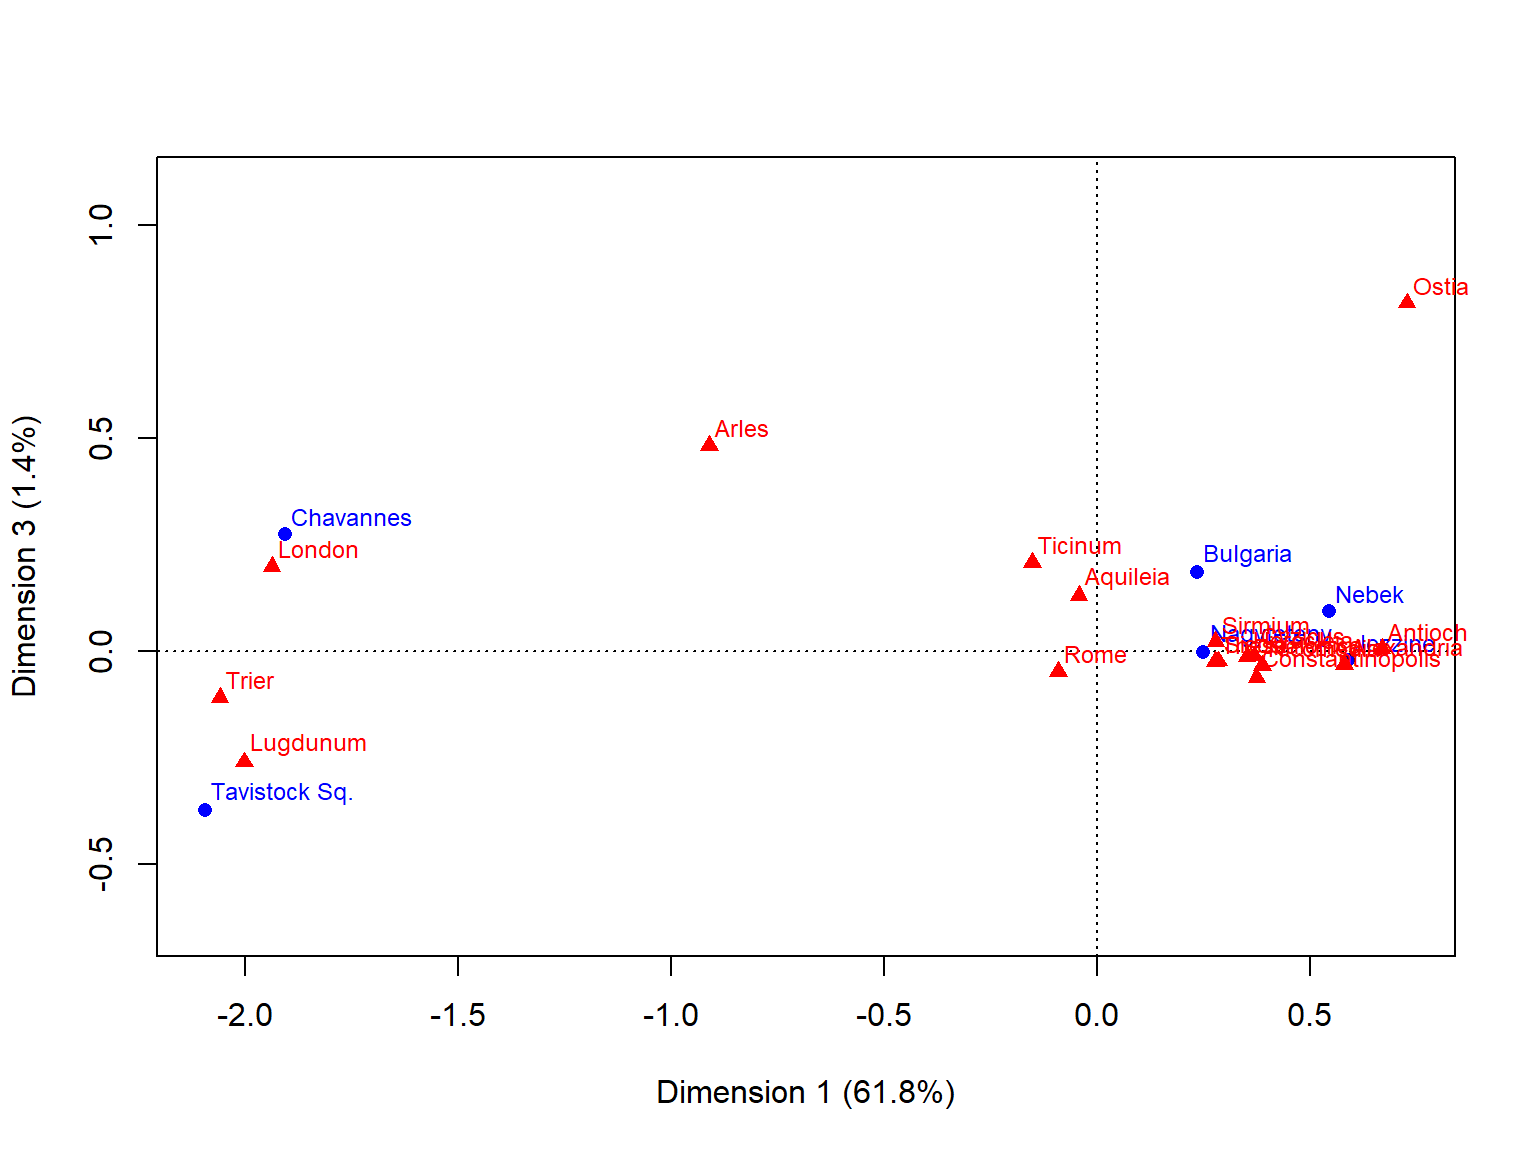 Dimension 3 (1.4%)
1.0
0.5
0.0
-0.5
Ostia
Arles
Chavannes
London
Ticinum
Bulgaria
Aquileia
Nebek
Sirmium
Nagyteteny
Antioch
Rome
Constantinopolis
Trier
Lugdunum
Tavistock Sq.
-2.0 -1.5 -1.0 -0.5 0.0 0.5
Dimension 1 (61.8%)